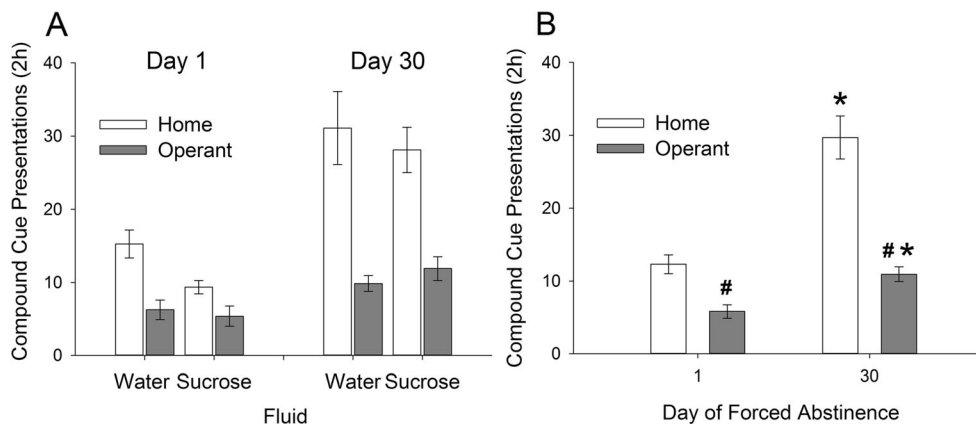 A
Compound Cue Presentations (2h)
40
30
20
10
0
Day 1
Day 30
Home
Operant
Water Sucrose
Water Sucrose
Fluid
B
Compound Cue Presentations (2h)
40
30
20
10
0
Home
Operant
#
*
# *
1
30
Day of Forced Abstinence